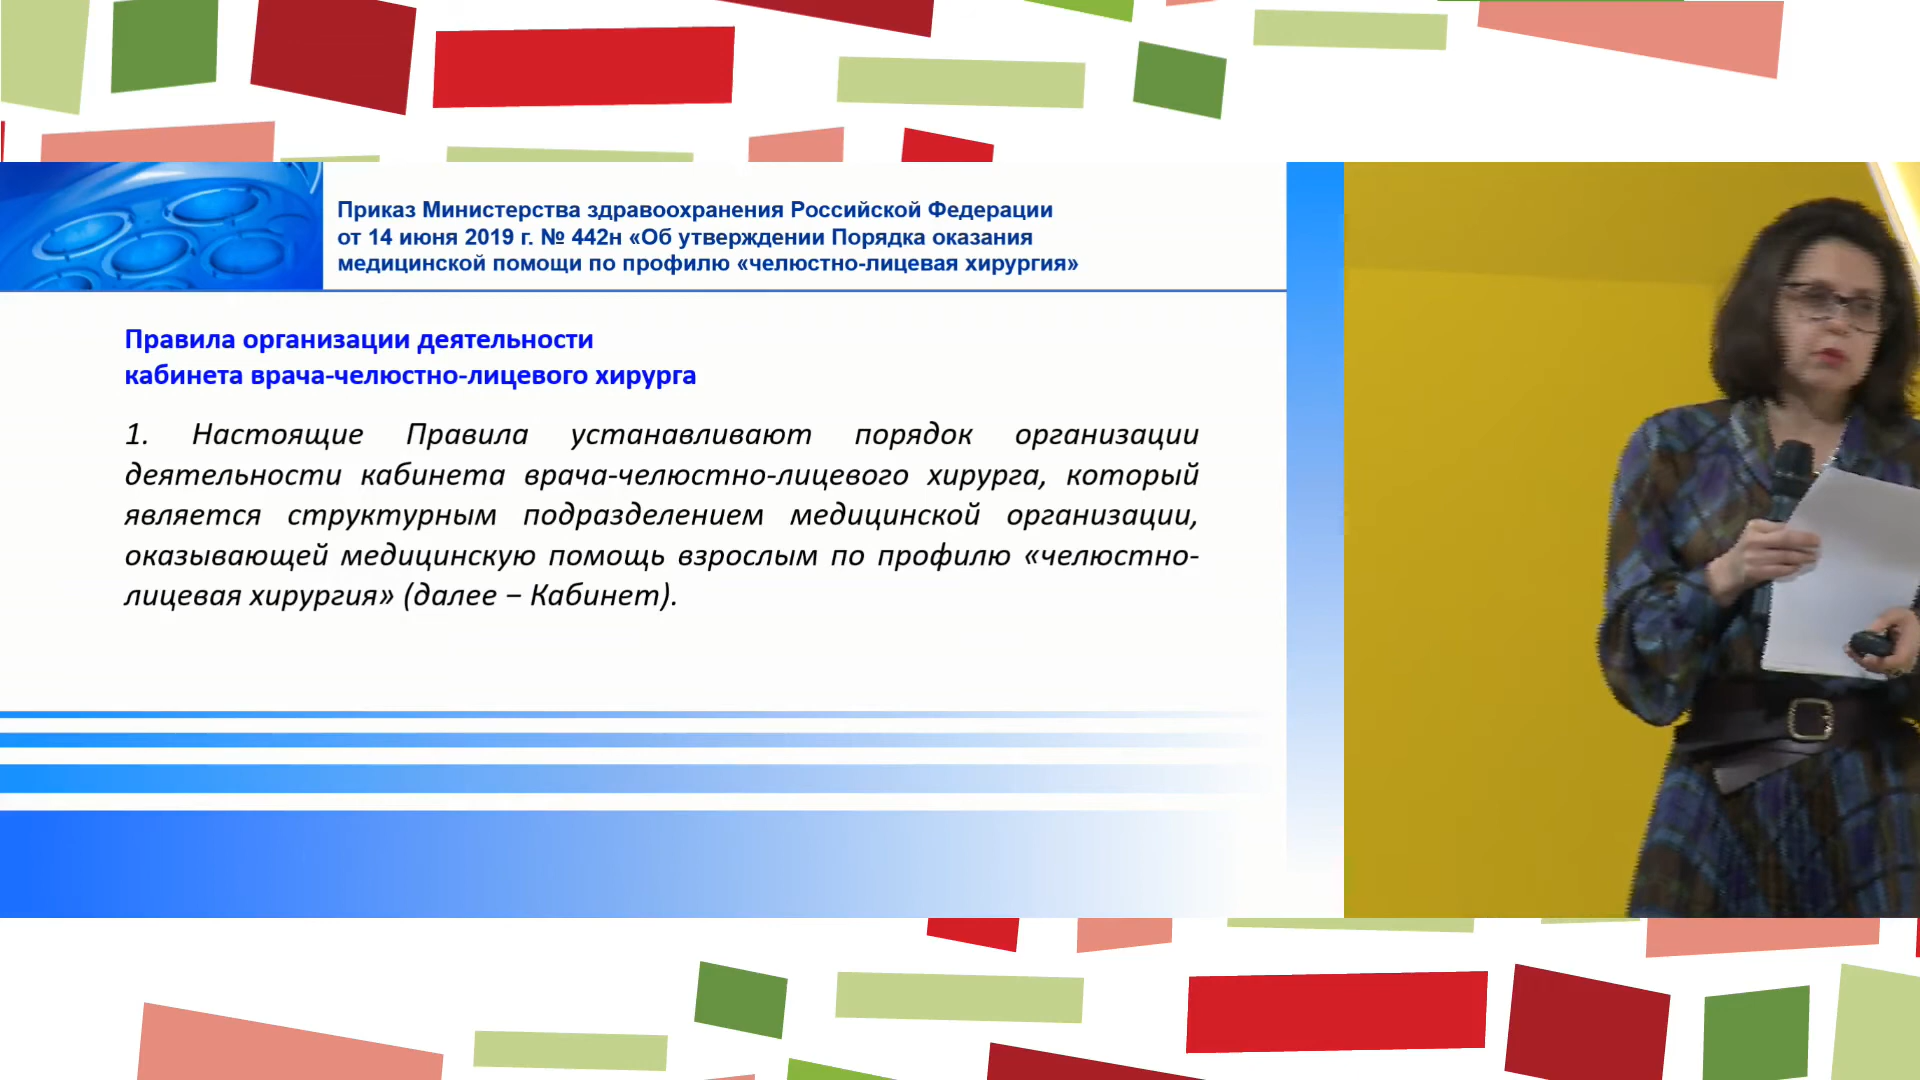 Приказ Министерства здравоохранения Российской Федерации
от 14 июня 2019 г. № 442н «Об утверждении Порядка оказания
медицинской помощи по профилю «челюстно-лицевая хирургия»
Правила организации деятельности
кабинета врача-челюстно-лицевого хирурга
1. Настоящие Правила устанавливают порядок организации
деятельности кабинета врача-челюстно-лицевого хирурга, который
является структурным подразделением медицинской организации,
оказывающей медицинскую помощь взрослым по профилю «челюстно-
лицевая хирургия» (далее – Кабинет).